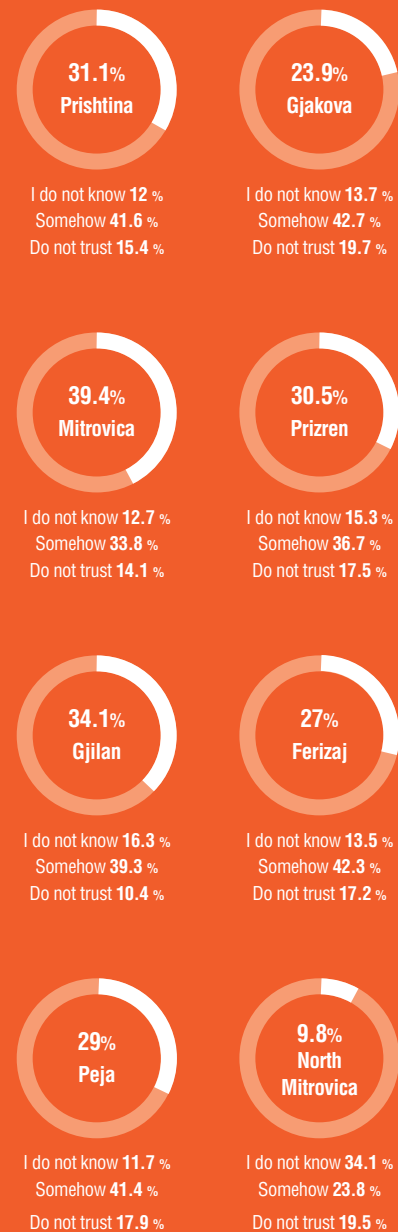 31.1%
Prishtina
I do not know 12 %
Somehow 41.6 %
Do not trust 15.4 %
23.9%
Gjakova
I do not know 13.7 %
Somehow 42.7 %
Do not trust 19.7 %
39.4%
Mitrovica
I do not know 12.7 %
Somehow 33.8 %
Do not trust 14.1 %
30.5%
Prizren
I do not know 15.3 %
Somehow 36.7 %
Do not trust 17.5 %
34.1%
Gjilan
I do not know 16.3 %
Somehow 39.3 %
Do not trust 10.4 %
27%
Ferizaj
I do not know 13.5 %
Somehow 42.3 %
Do not trust 17.2 %
29%
Peja
I do not know 11.7 %
Somehow 41.4 %
Do not trust 17.9 %
9.8%
North
Mitrovica
I do not know 34.1 %
Somehow 23.8 %
Do not trust 19.5 %